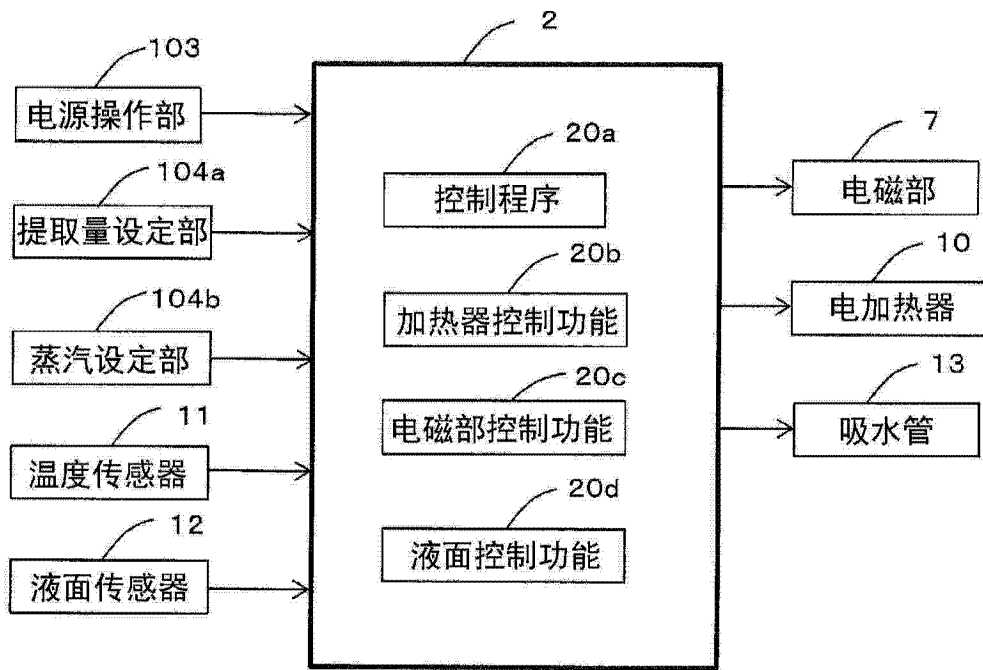 103
电源操作部
104a
提取量设定部
104b
蒸汽设定部
11
温度传感器
12
液面传感器
2
20a
控制程序
20b
加热器控制功能
20c
电磁部控制功能
20d
液面控制功能
7
电磁部
10
电加热器
13
吸水管